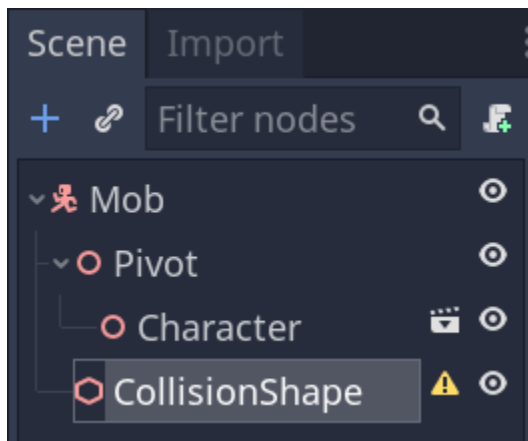 Scene Import
Filter nodes
Mob
Pivot
Character
CollisionShape